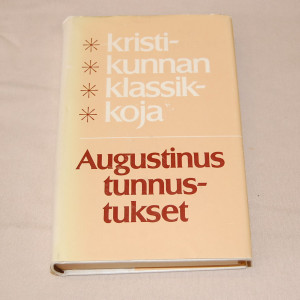 * kristi-
* kunnan
* klassik-
* koja
Augustinus
tunnus-
tukset